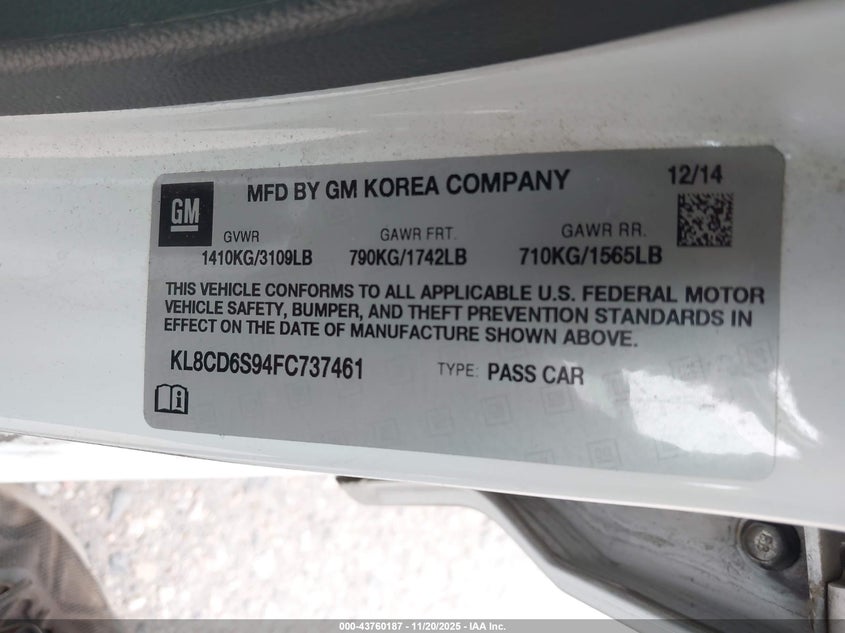 GM
MFD BY GM KOREA COMPANY
12/14
GVWR
GAWR FRT.
GAWR RR.
1410KG/3109LB
790KG/1742LB
710KG/1565LB
THIS VEHICLE CONFORMS TO ALL APPLICABLE U.S. FEDERAL MOTOR
VEHICLE SAFETY, BUMPER, AND THEFT PREVENTION STANDARDS IN
EFFECT ON THE DATE OF MANUFACTURE SHOWN ABOVE.
KL8CD6S94FC737461
TYPE: PASS CAR
000-43760187 - 11/20/2025 - IAA Inc.